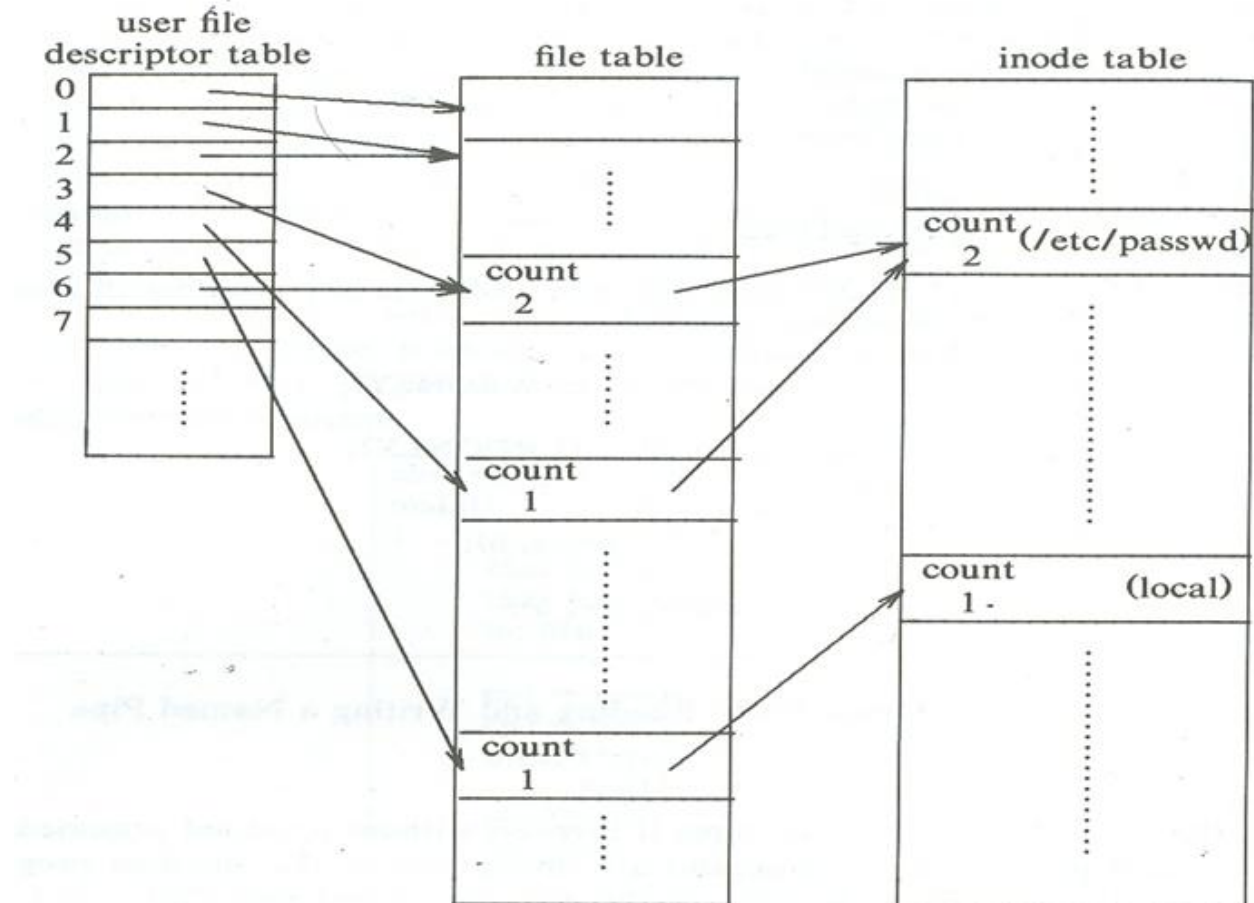 user file
descriptor table
0
1
2
3
4
5
6
7
file table
count
2
count
1
count
1
inode table
count
2
(/etc/passwd)
count
1
(local)